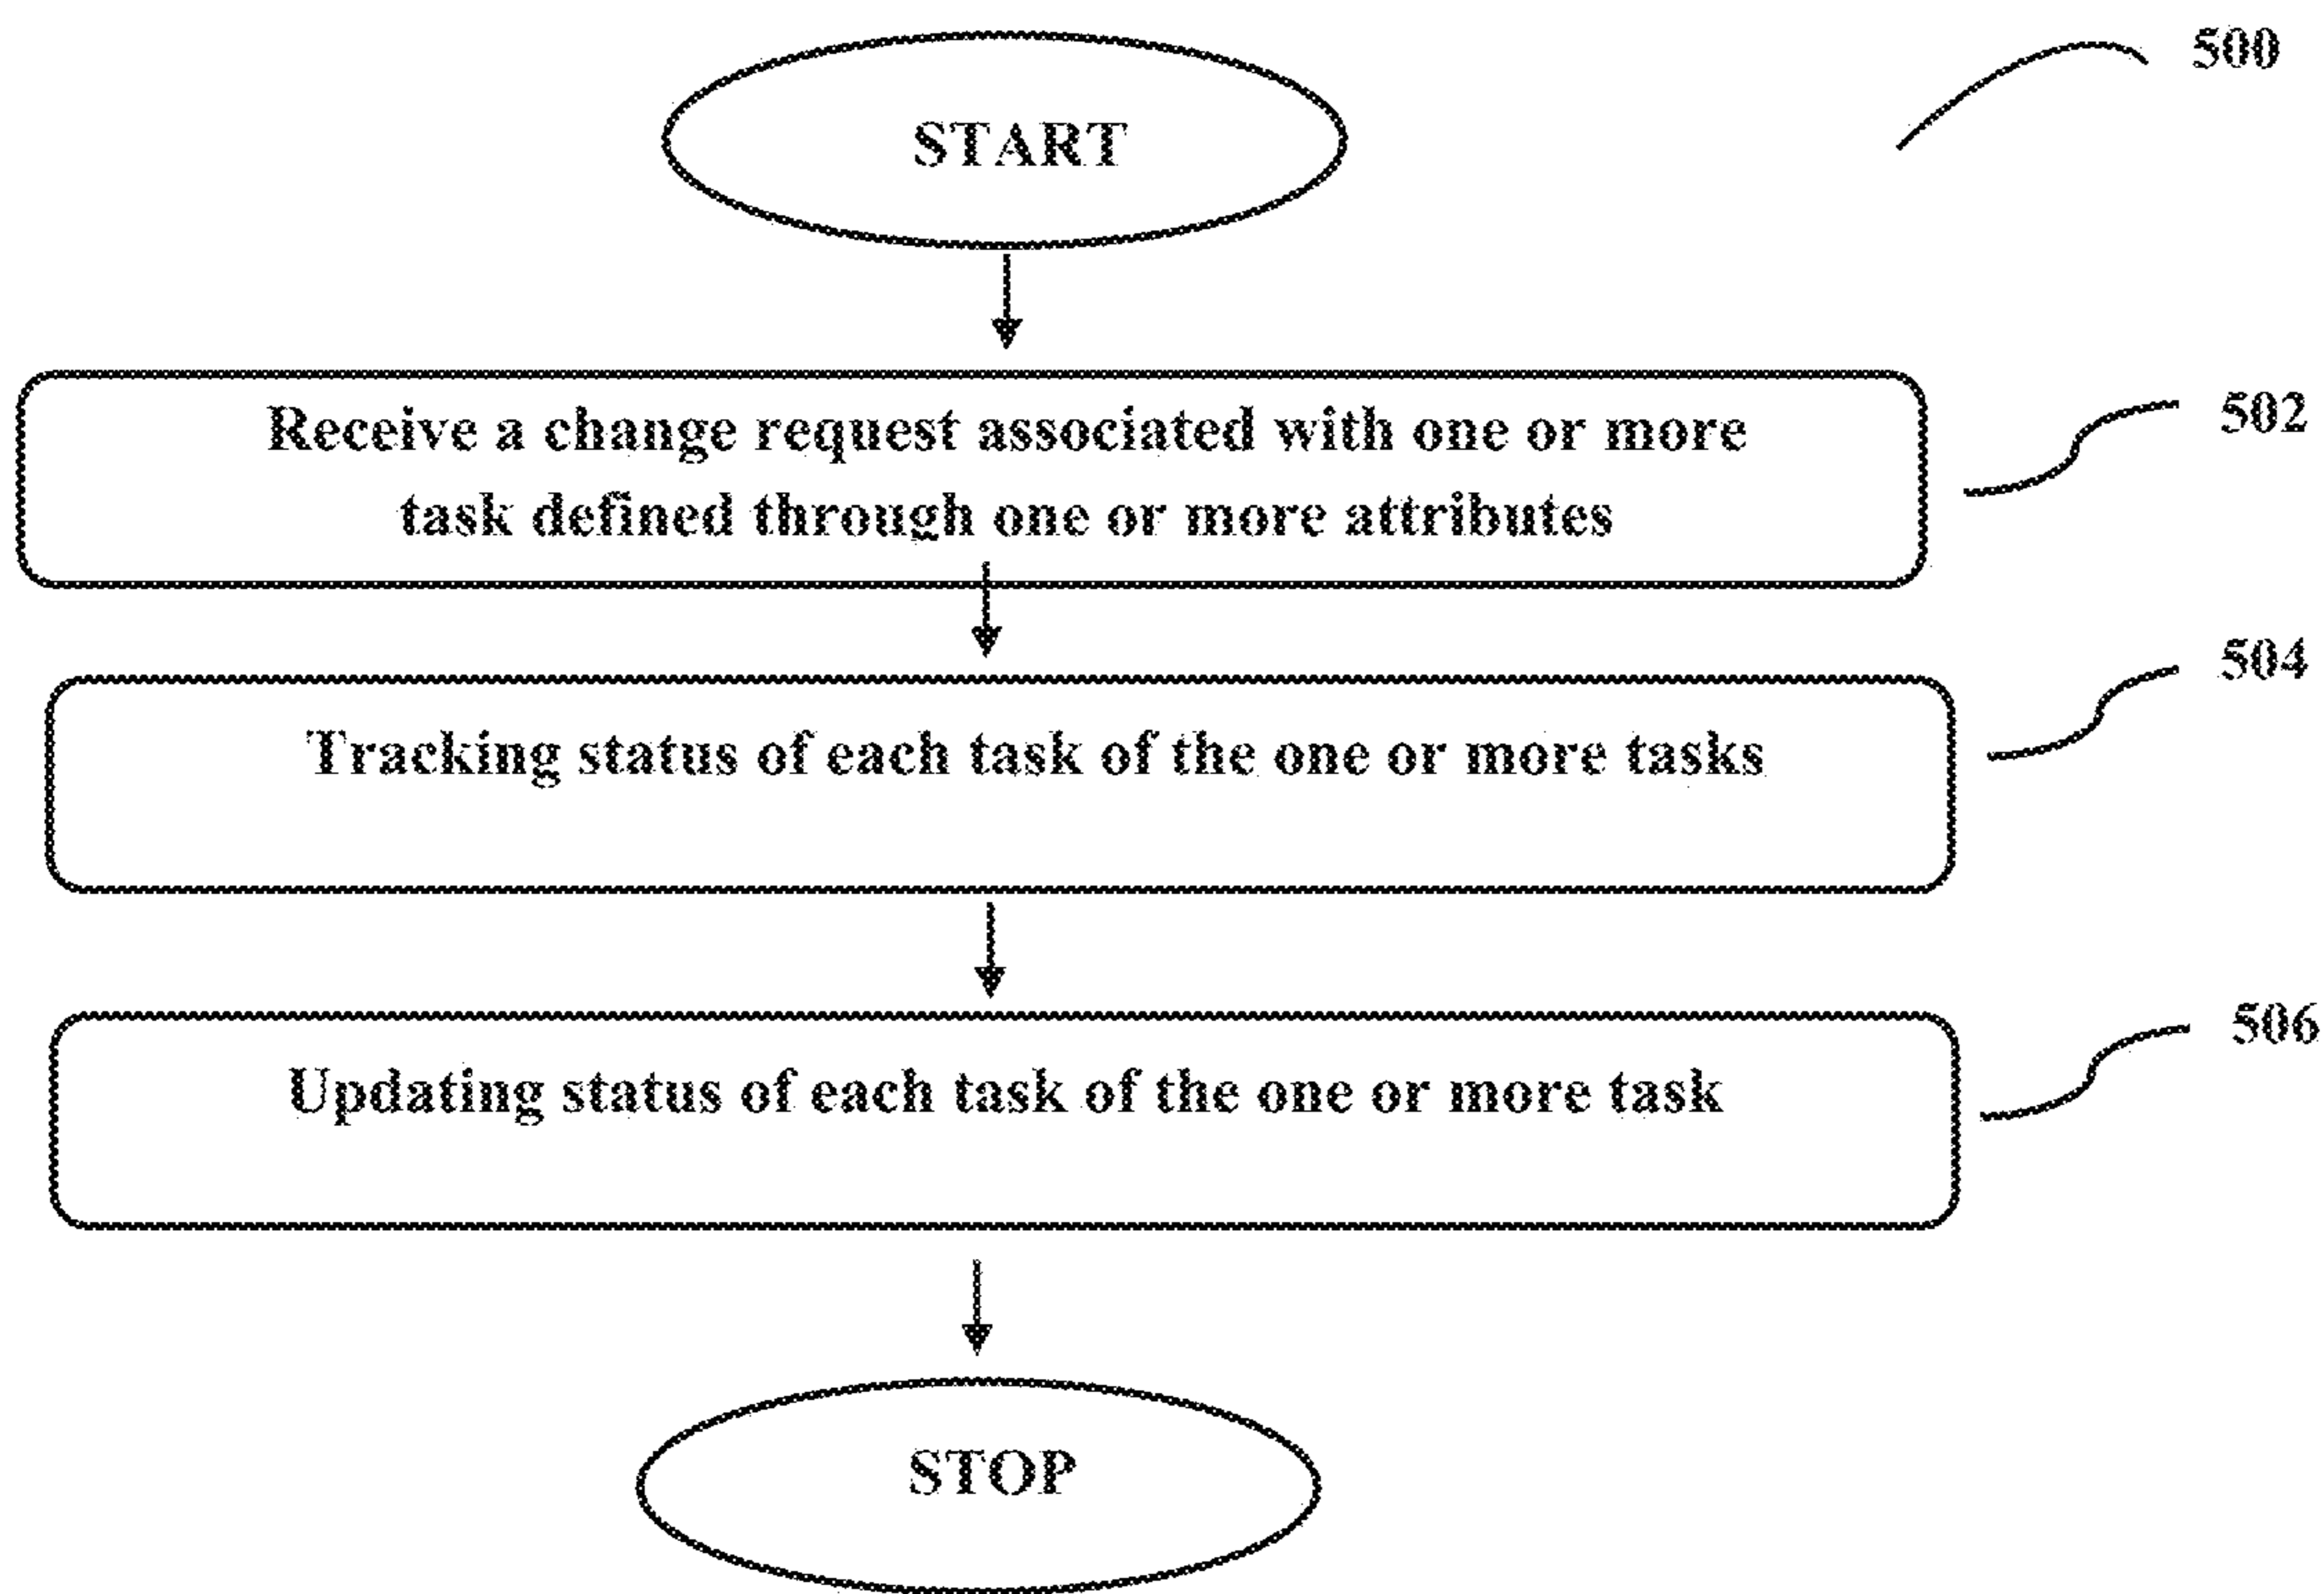 500
START
Receive a change request associated with one or more
task defined through one or more attributes
502
504
Tracking status of each task of the one or more tasks
506
Updating status of each task of the one or more task
STOP